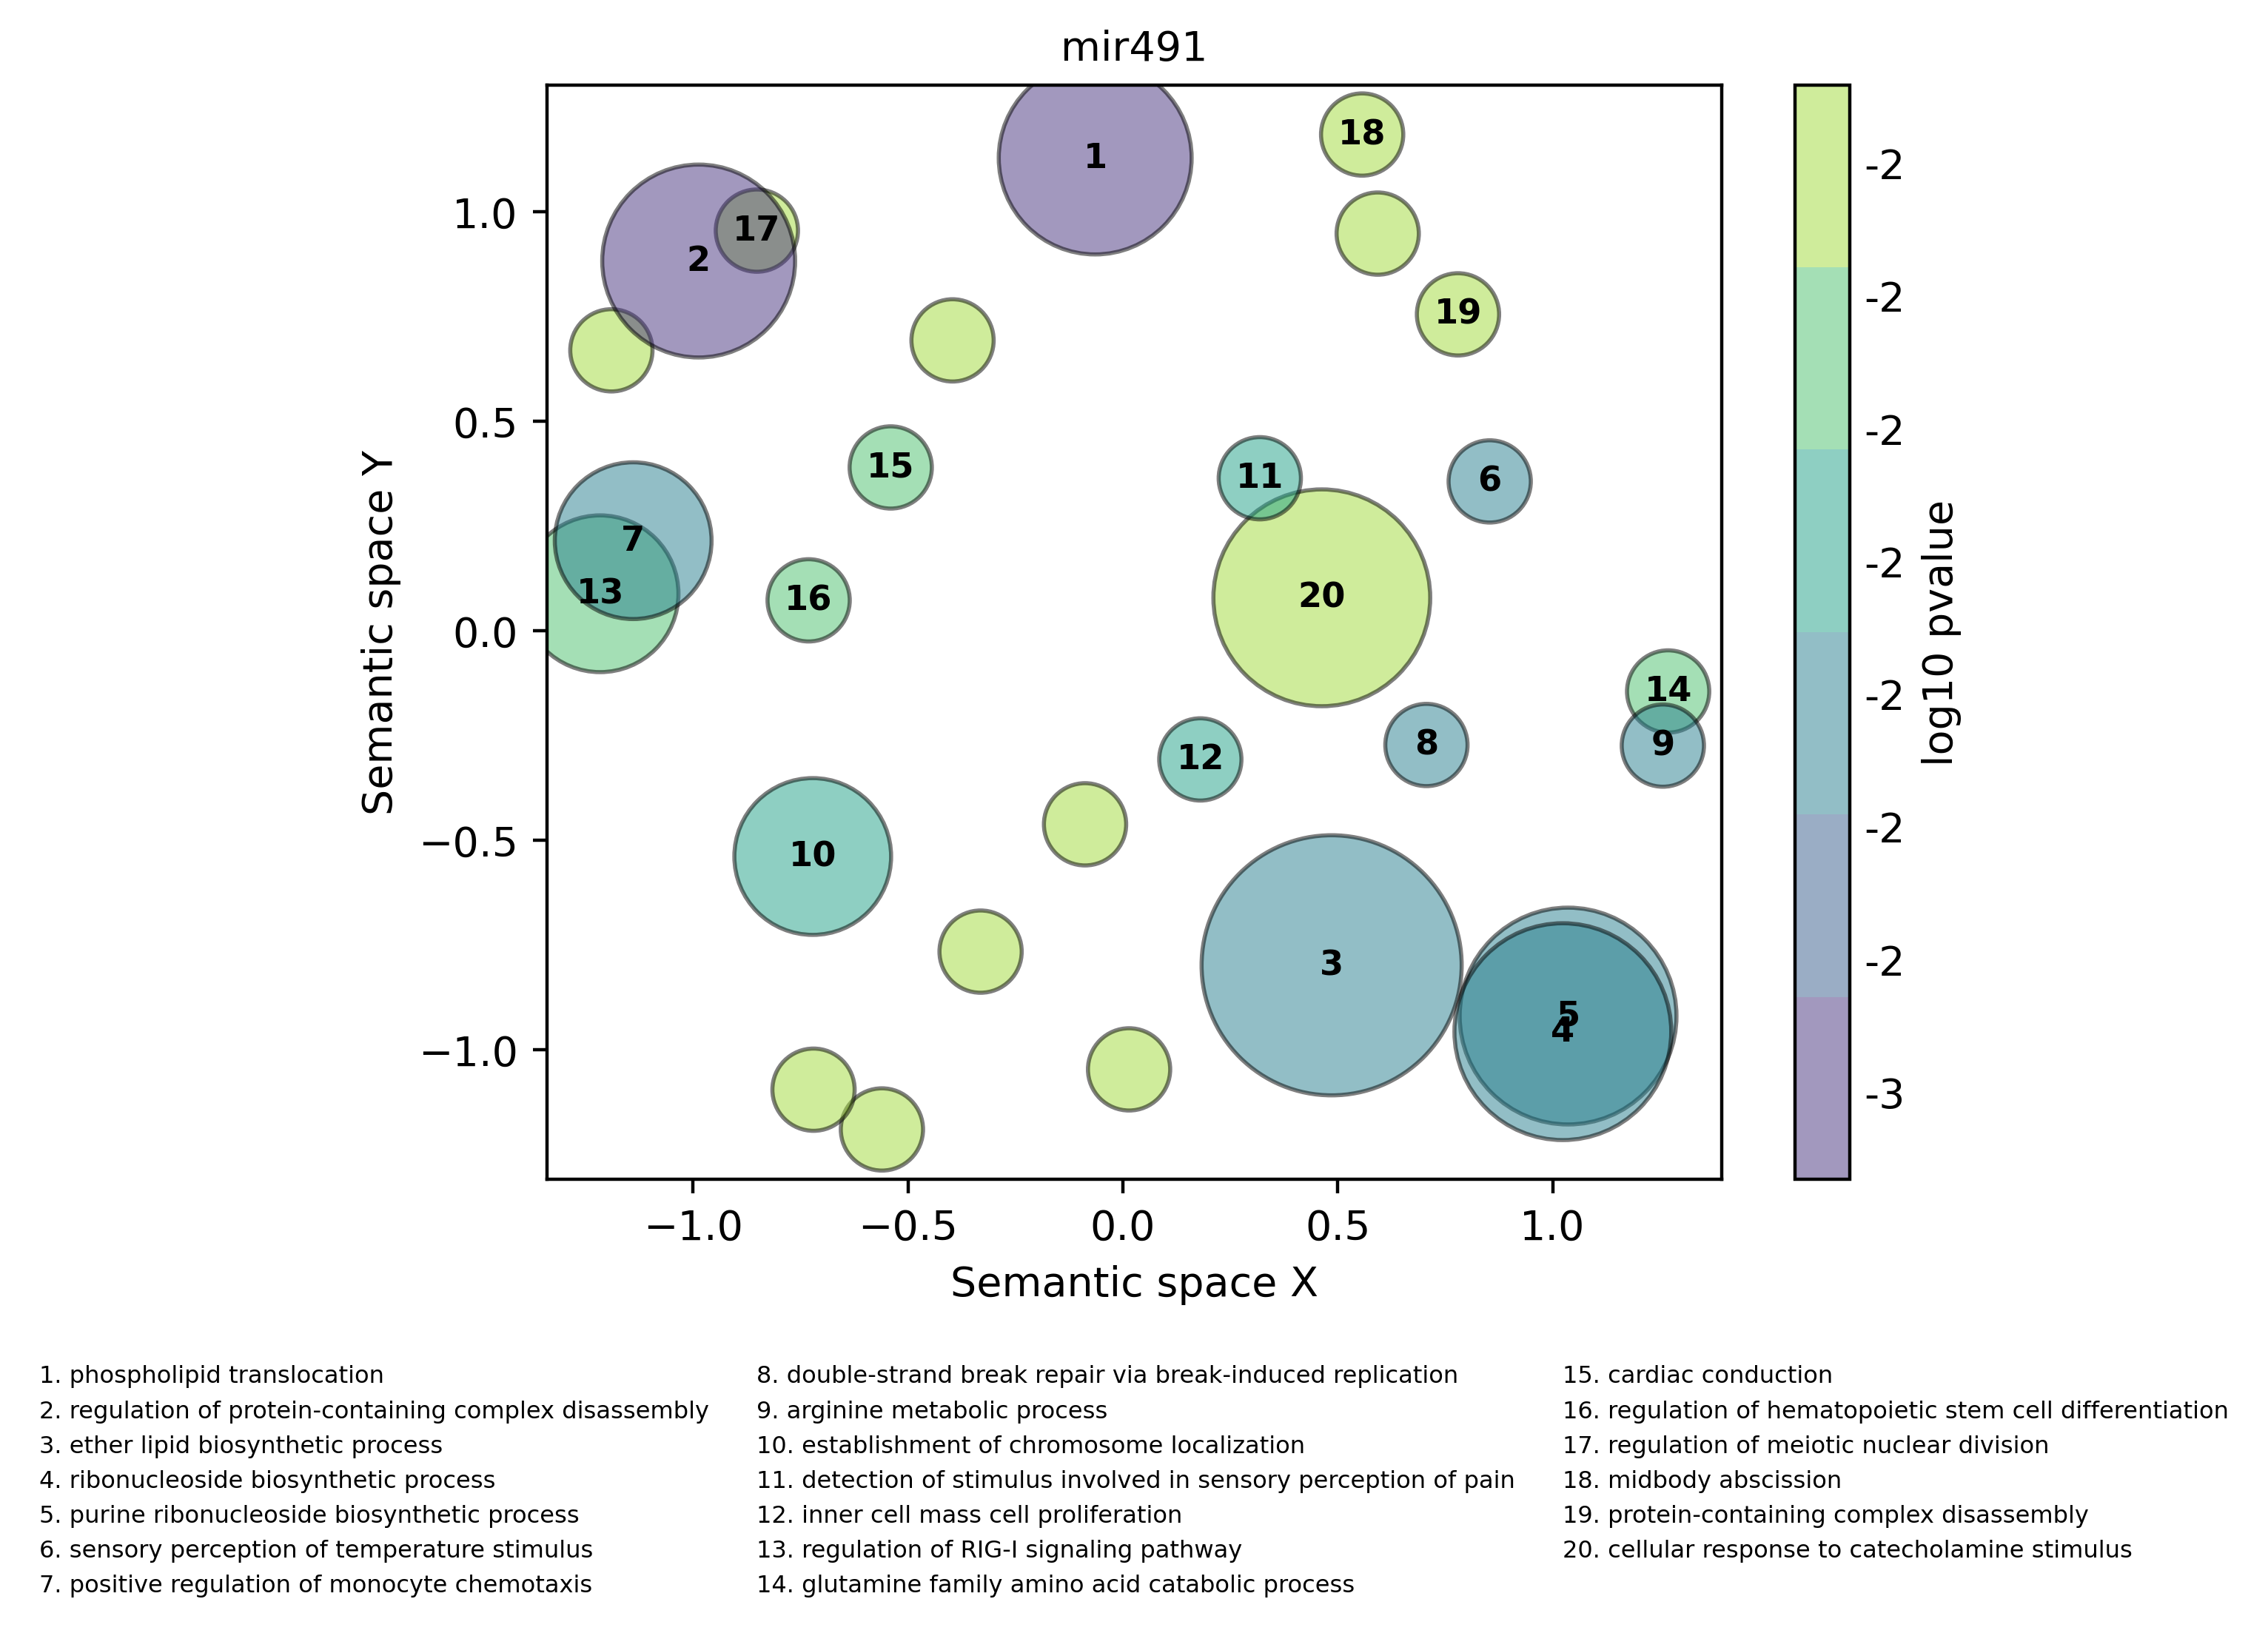 mir491
18
1
17
2
19
15
11
6
7
13
16
20
14
12
8
9
10
3
5
4
1.0
0.5
0.0
−0.5
−1.0
Semantic space Y
−1.0
−0.5
0.0
0.5
1.0
Semantic space X
-2
-2
-2
-2
-2
-2
-2
-3
log10 pvalue
1. phospholipid translocation
2. regulation of protein-containing complex disassembly
3. ether lipid biosynthetic process
4. ribonucleoside biosynthetic process
5. purine ribonucleoside biosynthetic process
6. sensory perception of temperature stimulus
7. positive regulation of monocyte chemotaxis
8. double-strand break repair via break-induced replication
9. arginine metabolic process
10. establishment of chromosome localization
11. detection of stimulus involved in sensory perception of pain
12. inner cell mass cell proliferation
13. regulation of RIG-I signaling pathway
14. glutamine family amino acid catabolic process
15. cardiac conduction
16. regulation of hematopoietic stem cell differentiation
17. regulation of meiotic nuclear division
18. midbody abscission
19. protein-containing complex disassembly
20. cellular response to catecholamine stimulus